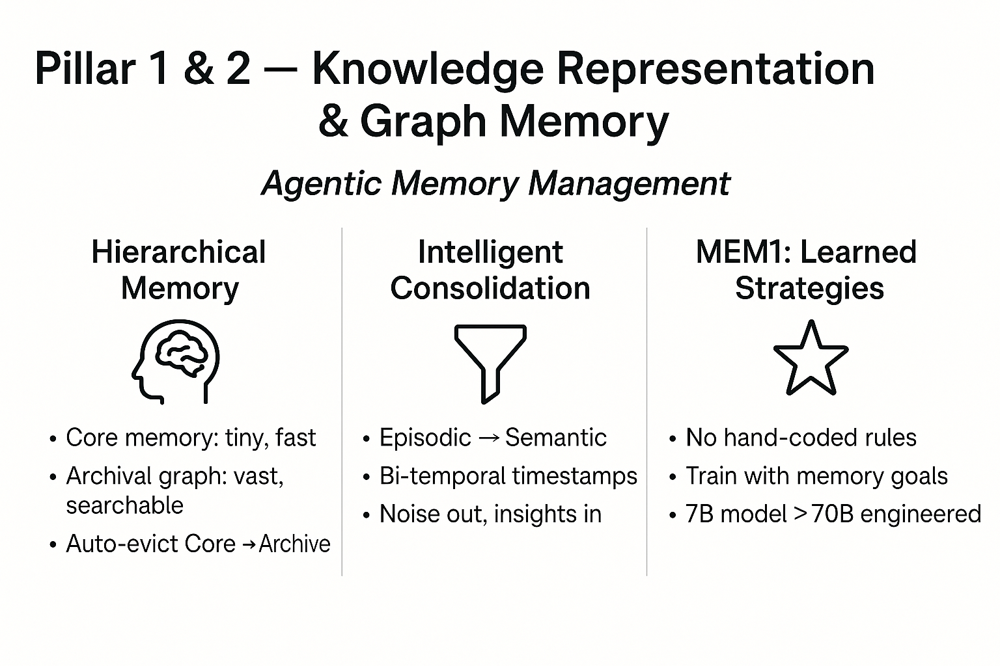 Pillar 1 & 2 — Knowledge Representation
& Graph Memory
Agentic Memory Management
Hierarchical
Memory
• Core memory: tiny, fast
• Archival graph: vast,
searchable
• Auto-evict Core → Archive
Intelligent
Consolidation
• Episodic → Semantic
• Bi-temporal timestamps
• Noise out, insights in
MEM1: Learned
Strategies
• No hand-coded rules
• Train with memory goals
• 7B model > 70B engineered